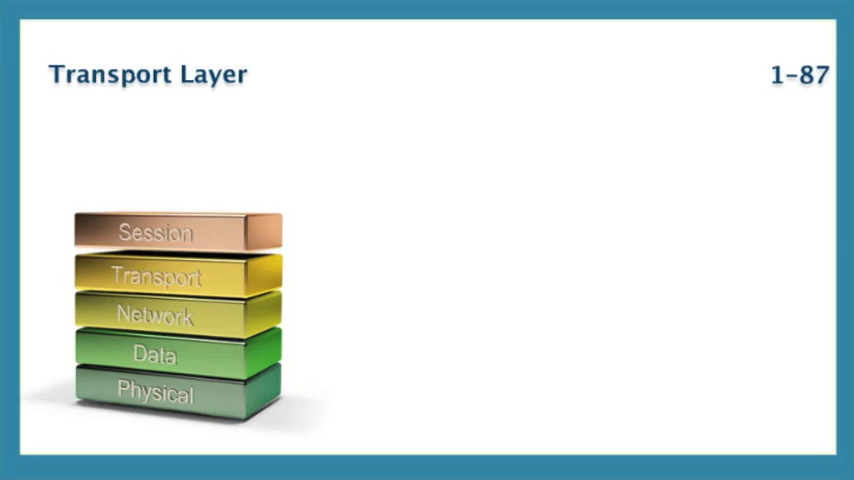 Transport Layer
1-87
Session
Transport
Network
Data
Physical